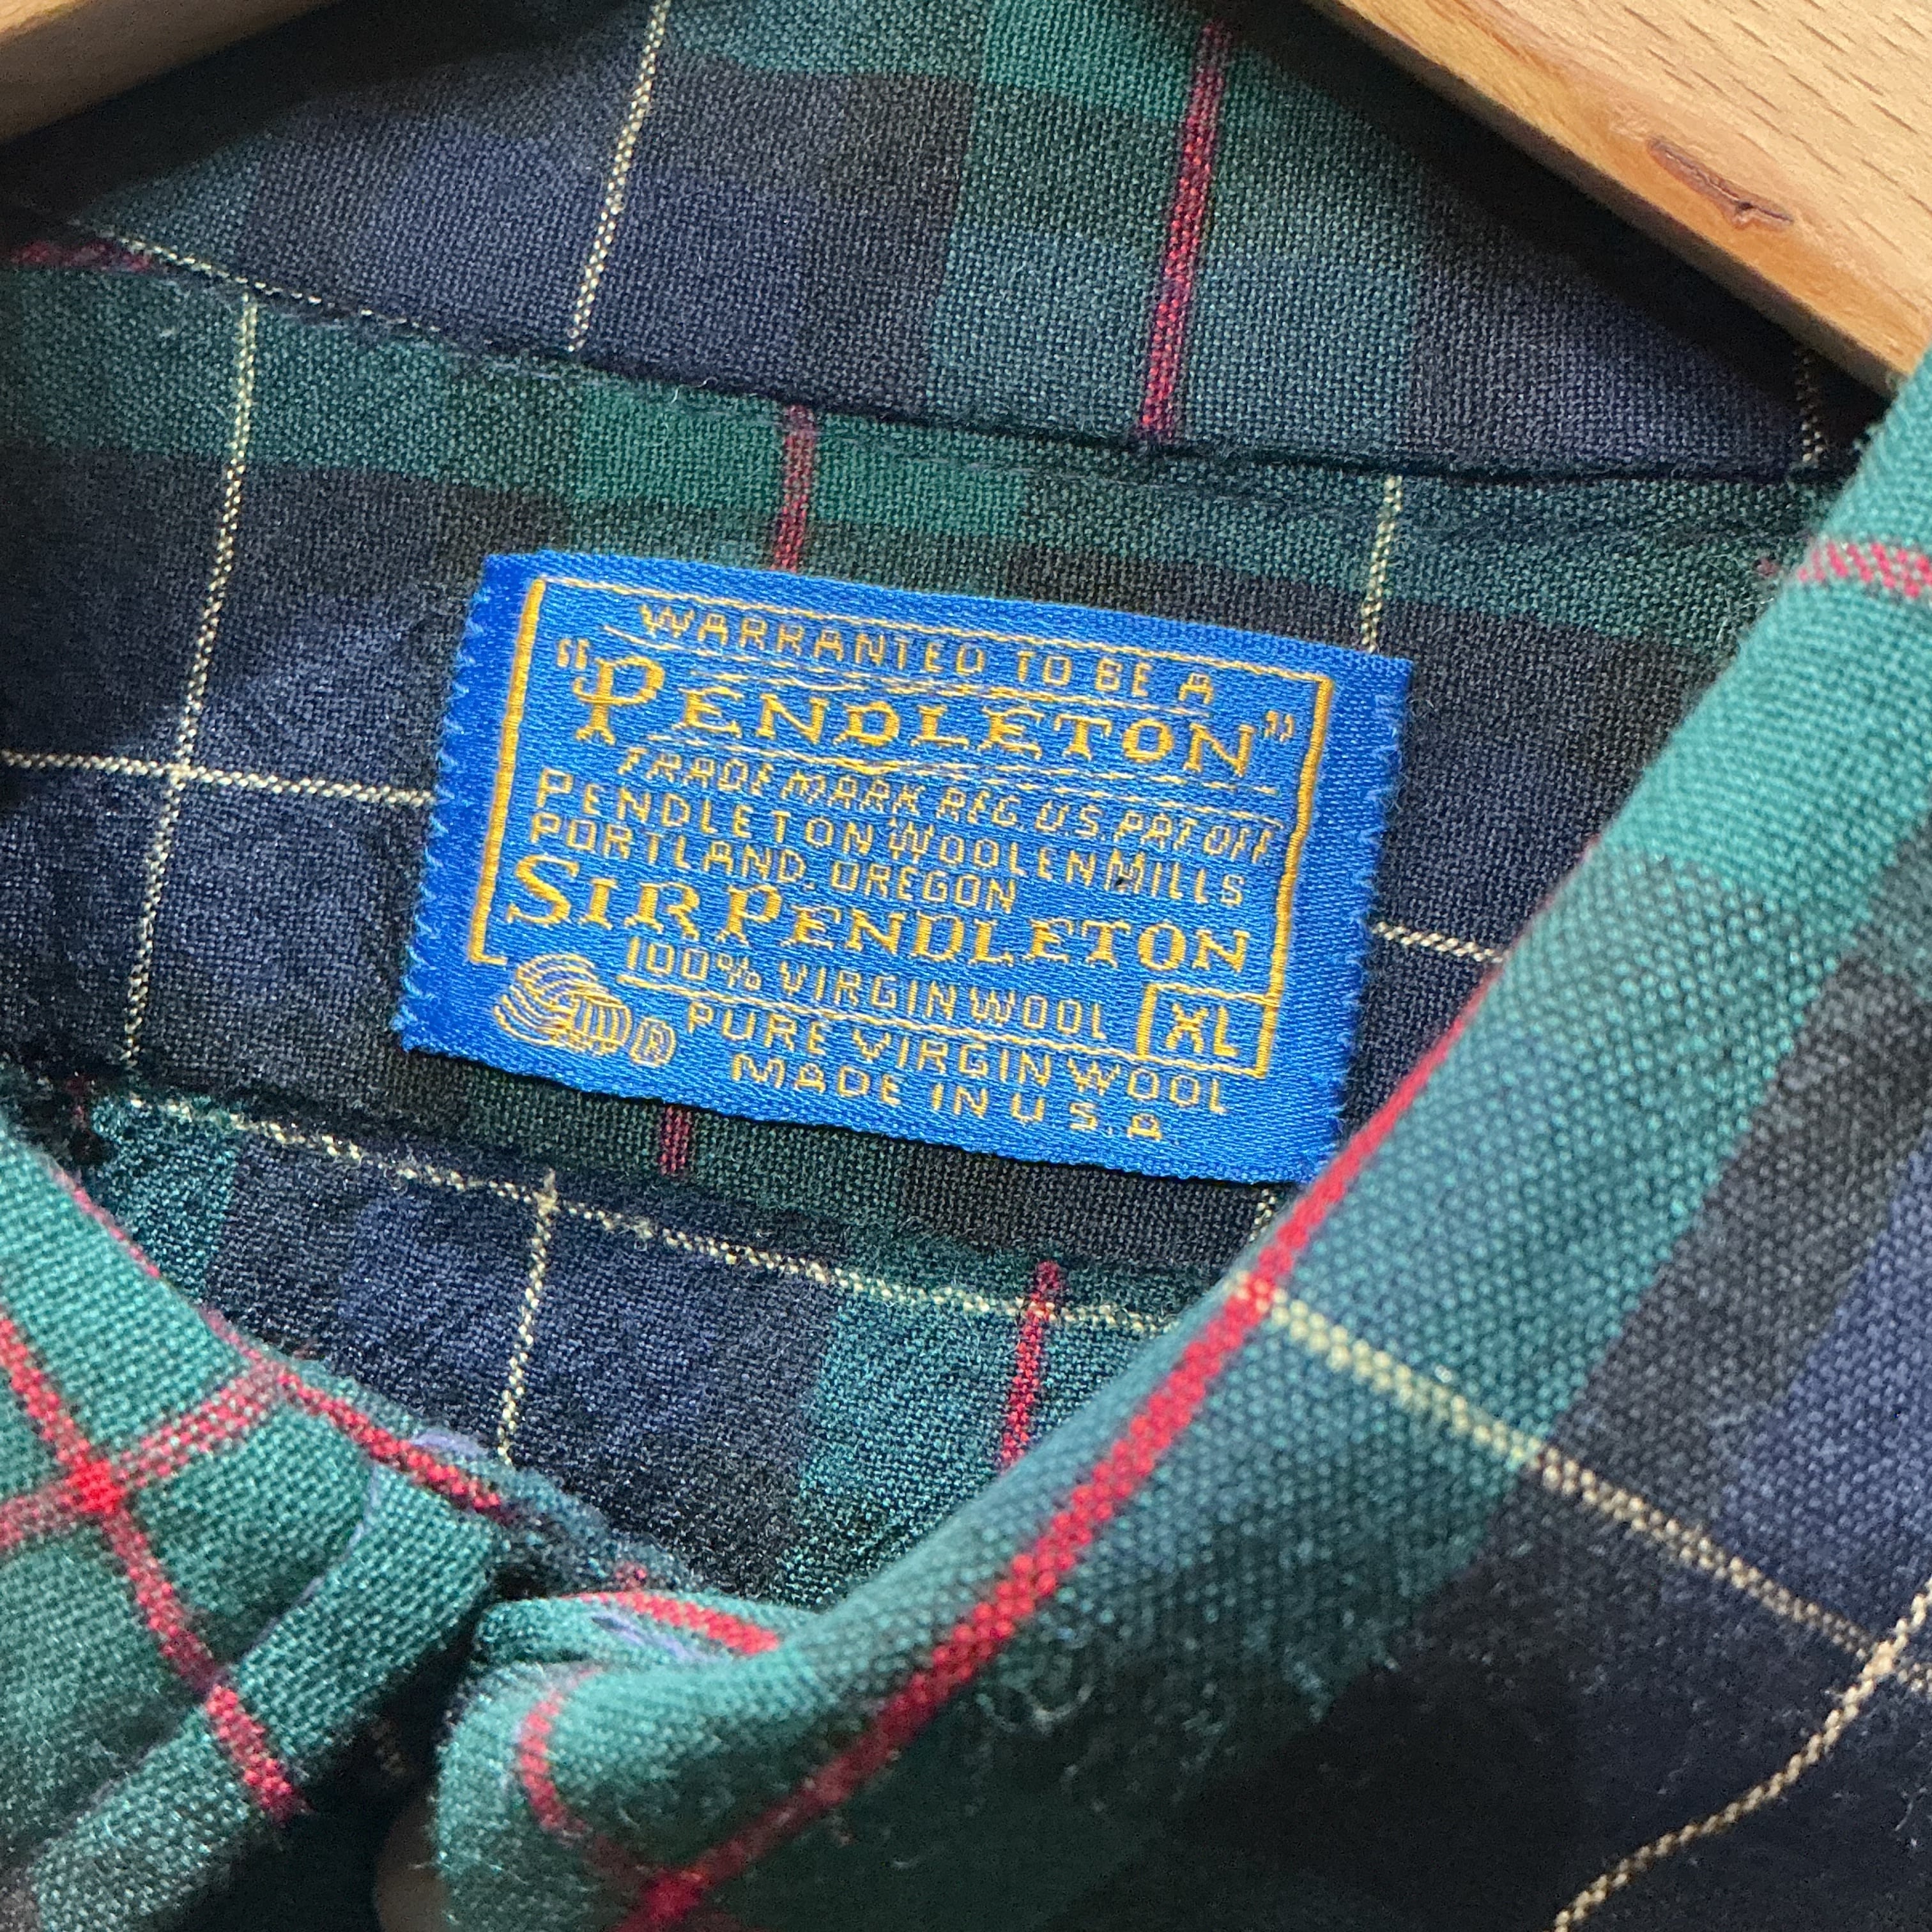 WARRANTED TO BE A
"PENDLETON"
TRADE MARK REG. U.S. PAT. OFF.
PENDLETON WOOLEN MILLS
PORTLAND, OREGON
SIR PENDLETON
100% VIRGIN WOOL XL
® PURE VIRGIN WOOL
MADE IN U.S.A.